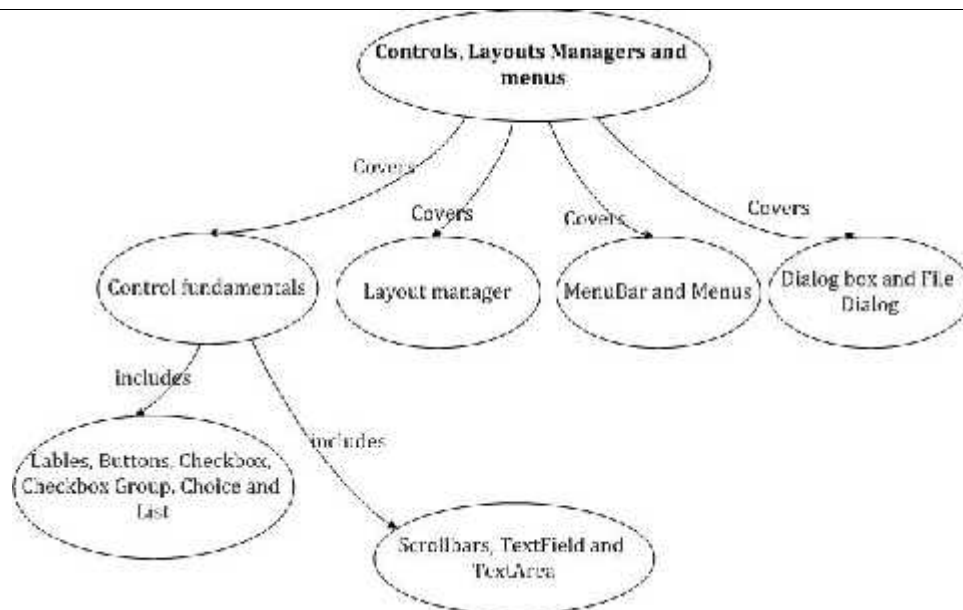 Controls, Layouts Managers and
menus
Covers
Covers
Covers
Covers
Control fundamentals
Layout manager
MenuBar and Menus
Dialog box and File
Dialog
includes
includes
Lables, Buttons, Checkbox,
Checkbox Group, Choice and
List
Scrollbars, TextField and
TextArea